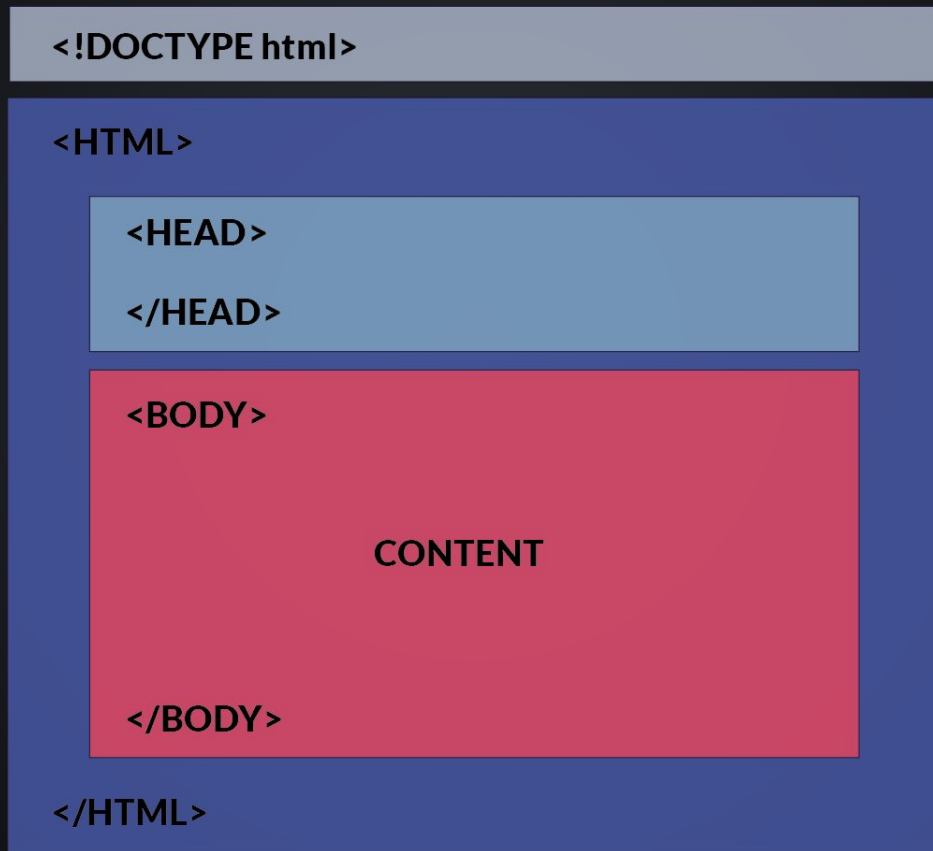 <!DOCTYPE html>
<HTML>
<HEAD>
</HEAD>
<BODY>
CONTENT
</BODY>
</HTML>